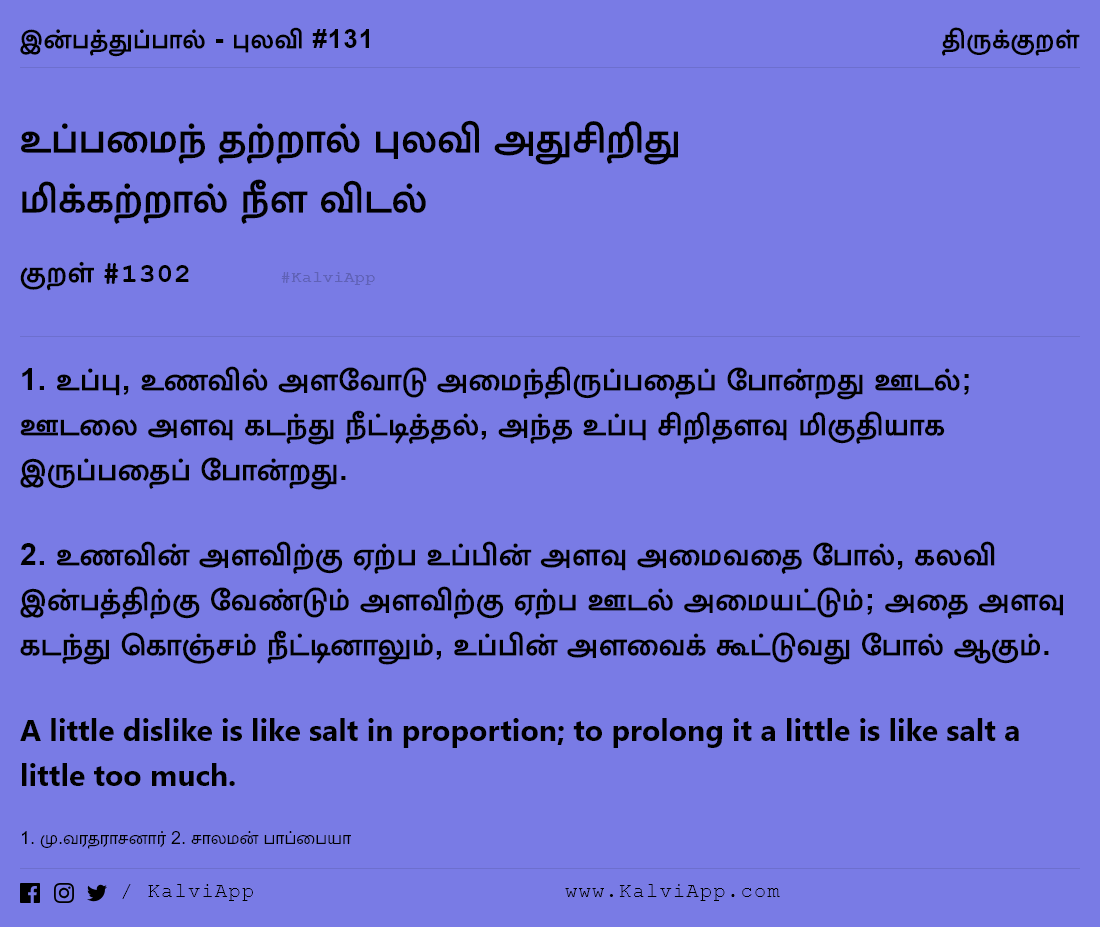 இன்பத்துப்பால் - புலவி #131
திருக்குறள்
உப்பமைந் தற்றால் புலவி அதுசிறிது
மிக்கற்றால் நீள விடல்
குறள் #1302
#KalviApp
1. உப்பு, உணவில் அளவோடு அமைந்திருப்பதைப் போன்றது ஊடல்;
ஊடலை அளவு கடந்து நீட்டித்தல், அந்த உப்பு சிறிதளவு மிகுதியாக
இருப்பதைப் போன்றது.
2. உணவின் அளவிற்கு ஏற்ப உப்பின் அளவு அமைவதை போல், கலவி
இன்பத்திற்கு வேண்டும் அளவிற்கு ஏற்ப ஊடல் அமையட்டும்; அதை அளவு
கடந்து கொஞ்சம் நீட்டினாலும், உப்பின் அளவைக் கூட்டுவது போல் ஆகும்.
A little dislike is like salt in proportion; to prolong it a little is like salt a
little too much.
1. மு.வரதராசனார் 2. சாலமன் பாப்பையா
/ KalviApp
www.KalviApp.com